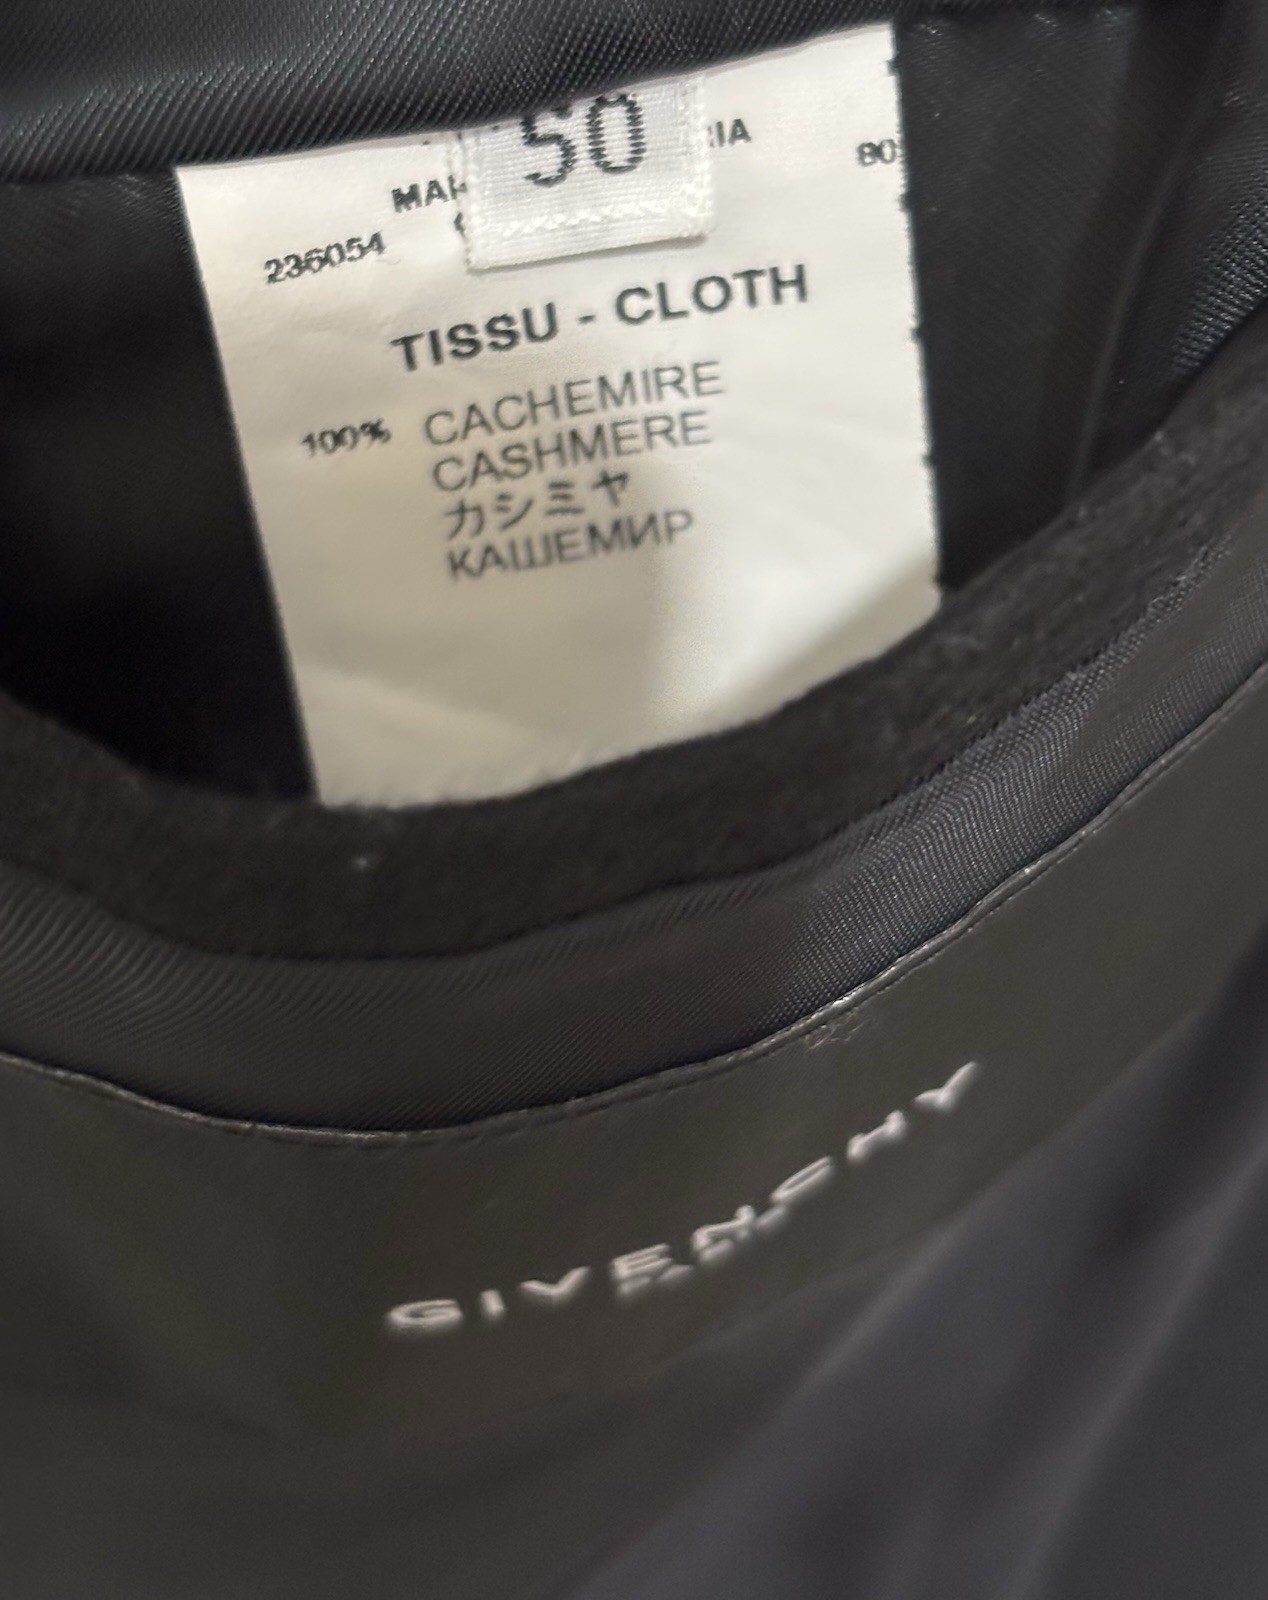 50
236054
TISSU - CLOTH
100% CACHEMIRE
CASHMERE
カシミヤ
КАШЕМИР
GIVENCHY